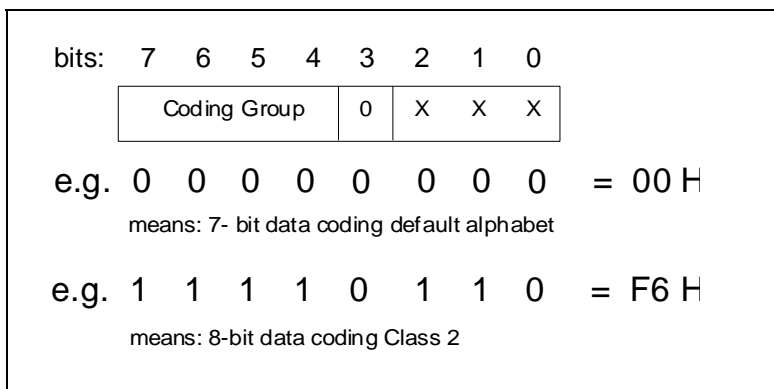 bits: 7 6 5 4 3 2 1 0
Coding Group 0 X X X
e.g. 0 0 0 0 0 0 0 0 = 00 H
means: 7- bit data coding default alphabet
e.g. 1 1 1 1 0 1 1 0 = F6 H
means: 8-bit data coding Class 2